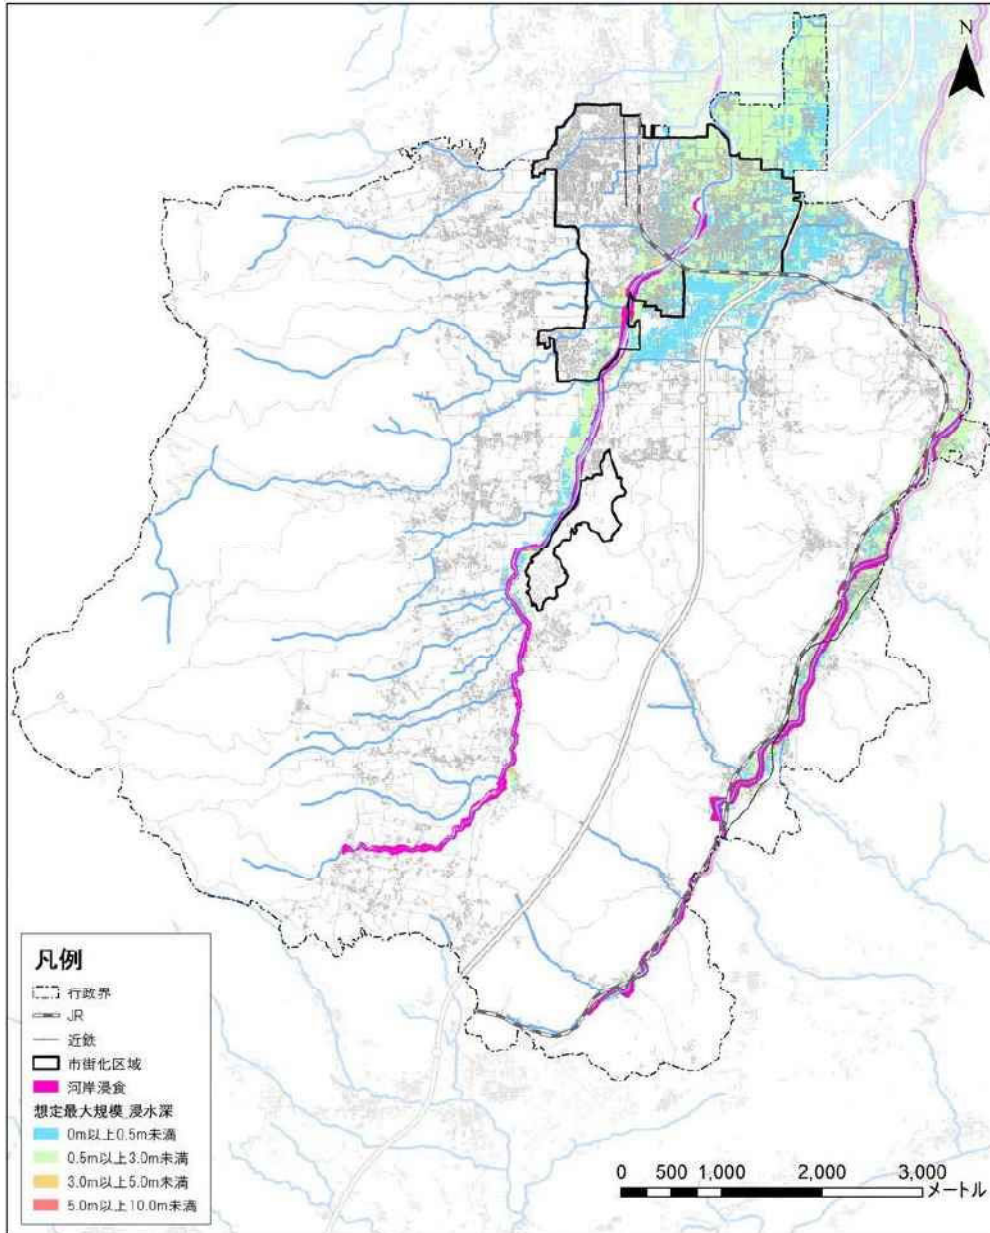 N
凡例
行政界
JR
近鉄
市街化区域
河岸浸食
想定最大規模_浸水深
0m以上0.5m未満
0.5m以上3.0m未満
3.0m以上5.0m未満
5.0m以上10.0m未満
0 500 1,000 2,000 3,000
メートル